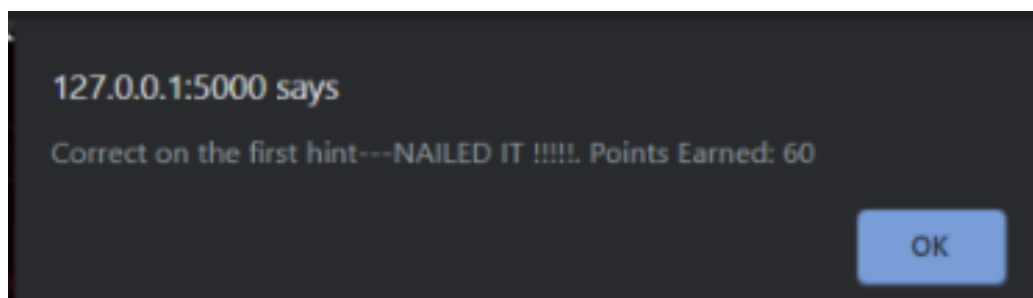 127.0.0.1:5000 says
Correct on the first hint---NAILED IT !!!!!. Points Earned: 60
OK